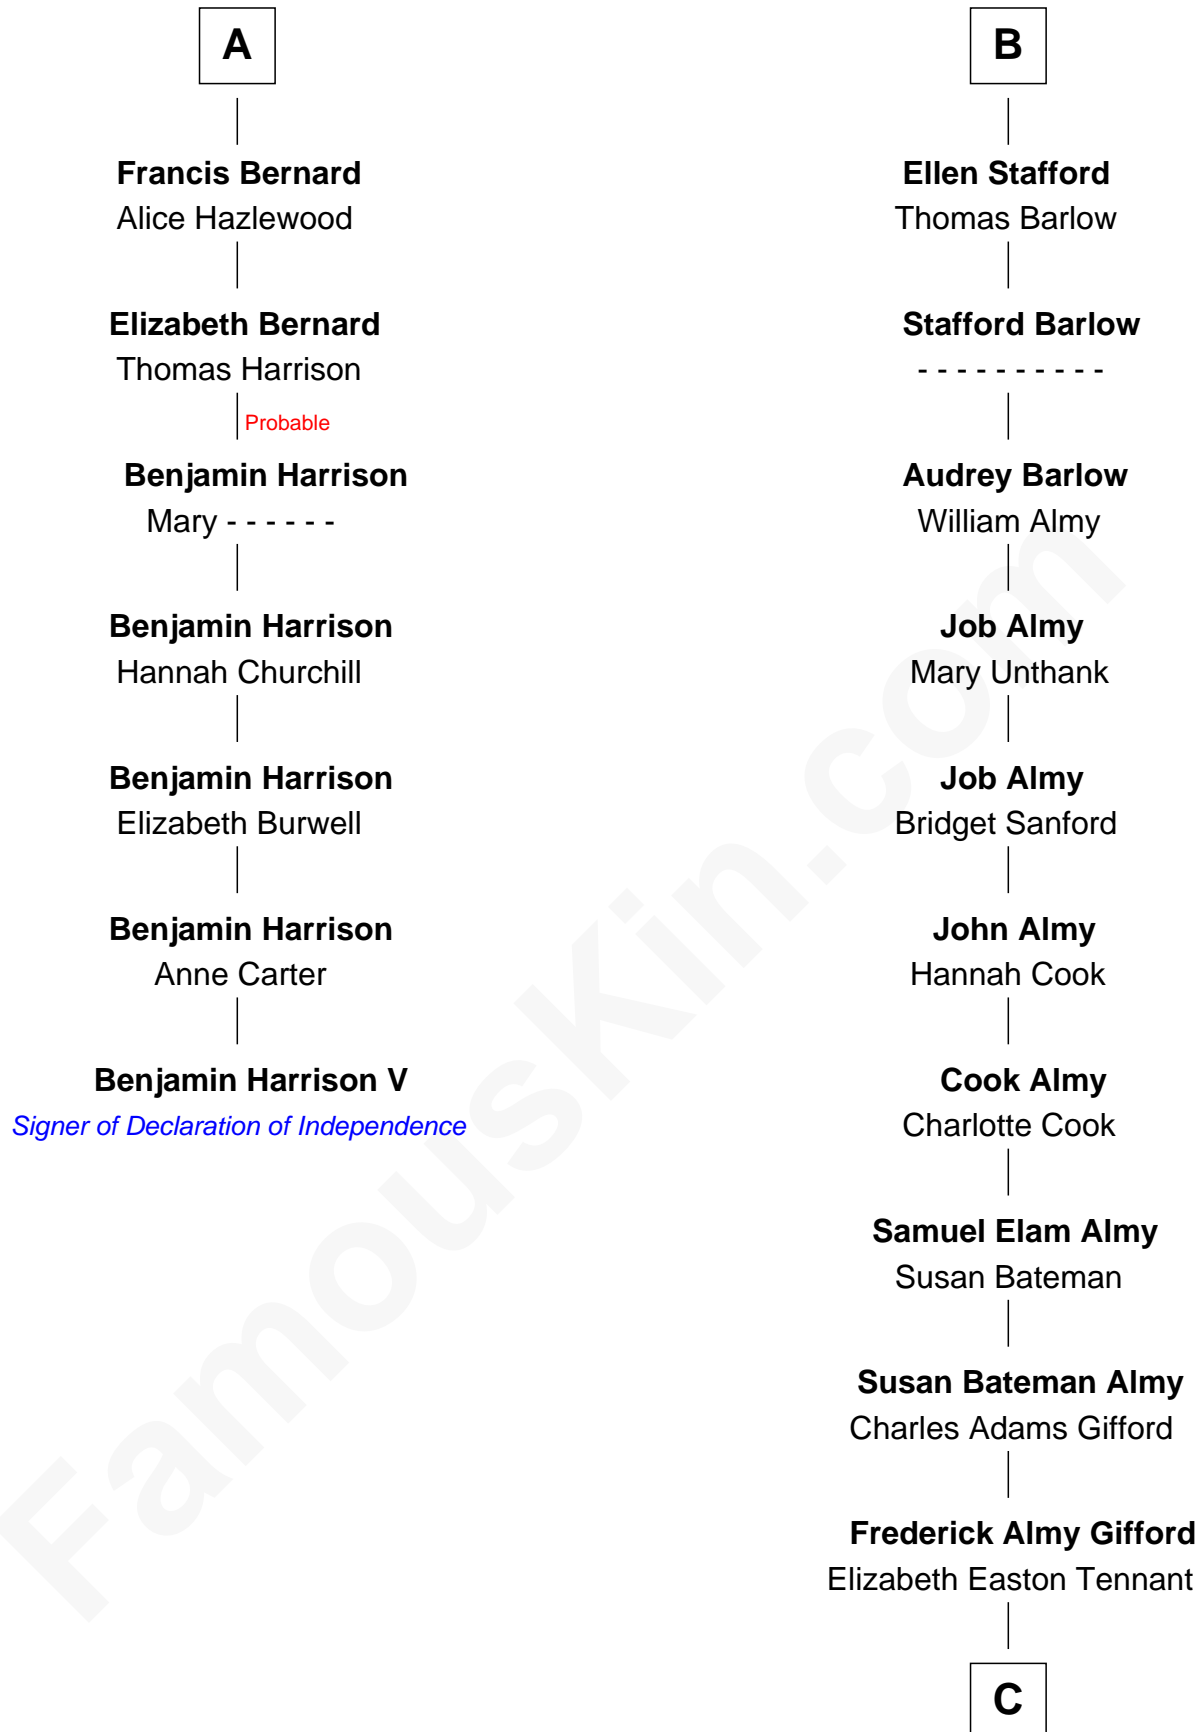 A
Francis Bernard
Alice Hazlewood
Elizabeth Bernard
Thomas Harrison
Probable
Benjamin Harrison
Mary - - - - - -
Benjamin Harrison
Hannah Churchill
Benjamin Harrison
Elizabeth Burwell
Benjamin Harrison
Anne Carter
Benjamin Harrison V
Signer of Declaration of Independence
B
Ellen Stafford
Thomas Barlow
Stafford Barlow
- - - - - - - - - -
Audrey Barlow
William Almy
Job Almy
Mary Unthank
Job Almy
Bridget Sanford
John Almy
Hannah Cook
Cook Almy
Charlotte Cook
Samuel Elam Almy
Susan Bateman
Susan Bateman Almy
Charles Adams Gifford
Frederick Almy Gifford
Elizabeth Easton Tennant
C
FamousKin.com